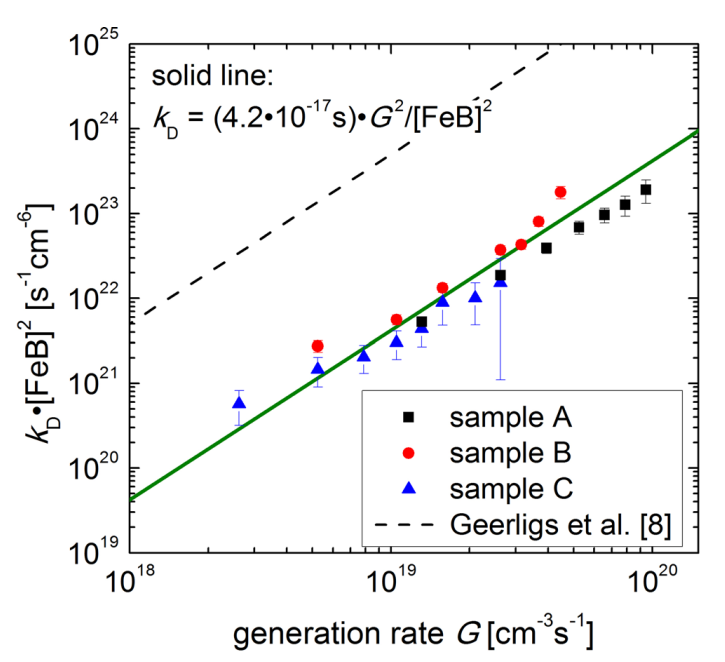 solid line:
k_D = (4.2•10^-17 s)•G^2/[FeB]^2
10^25
10^24
10^23
10^22
10^21
10^20
10^19
k_D•[FeB]^2 [s^-1cm^-6]
sample A
sample B
sample C
Geerligs et al. [8]
10^18
10^19
10^20
generation rate G [cm^-3s^-1]